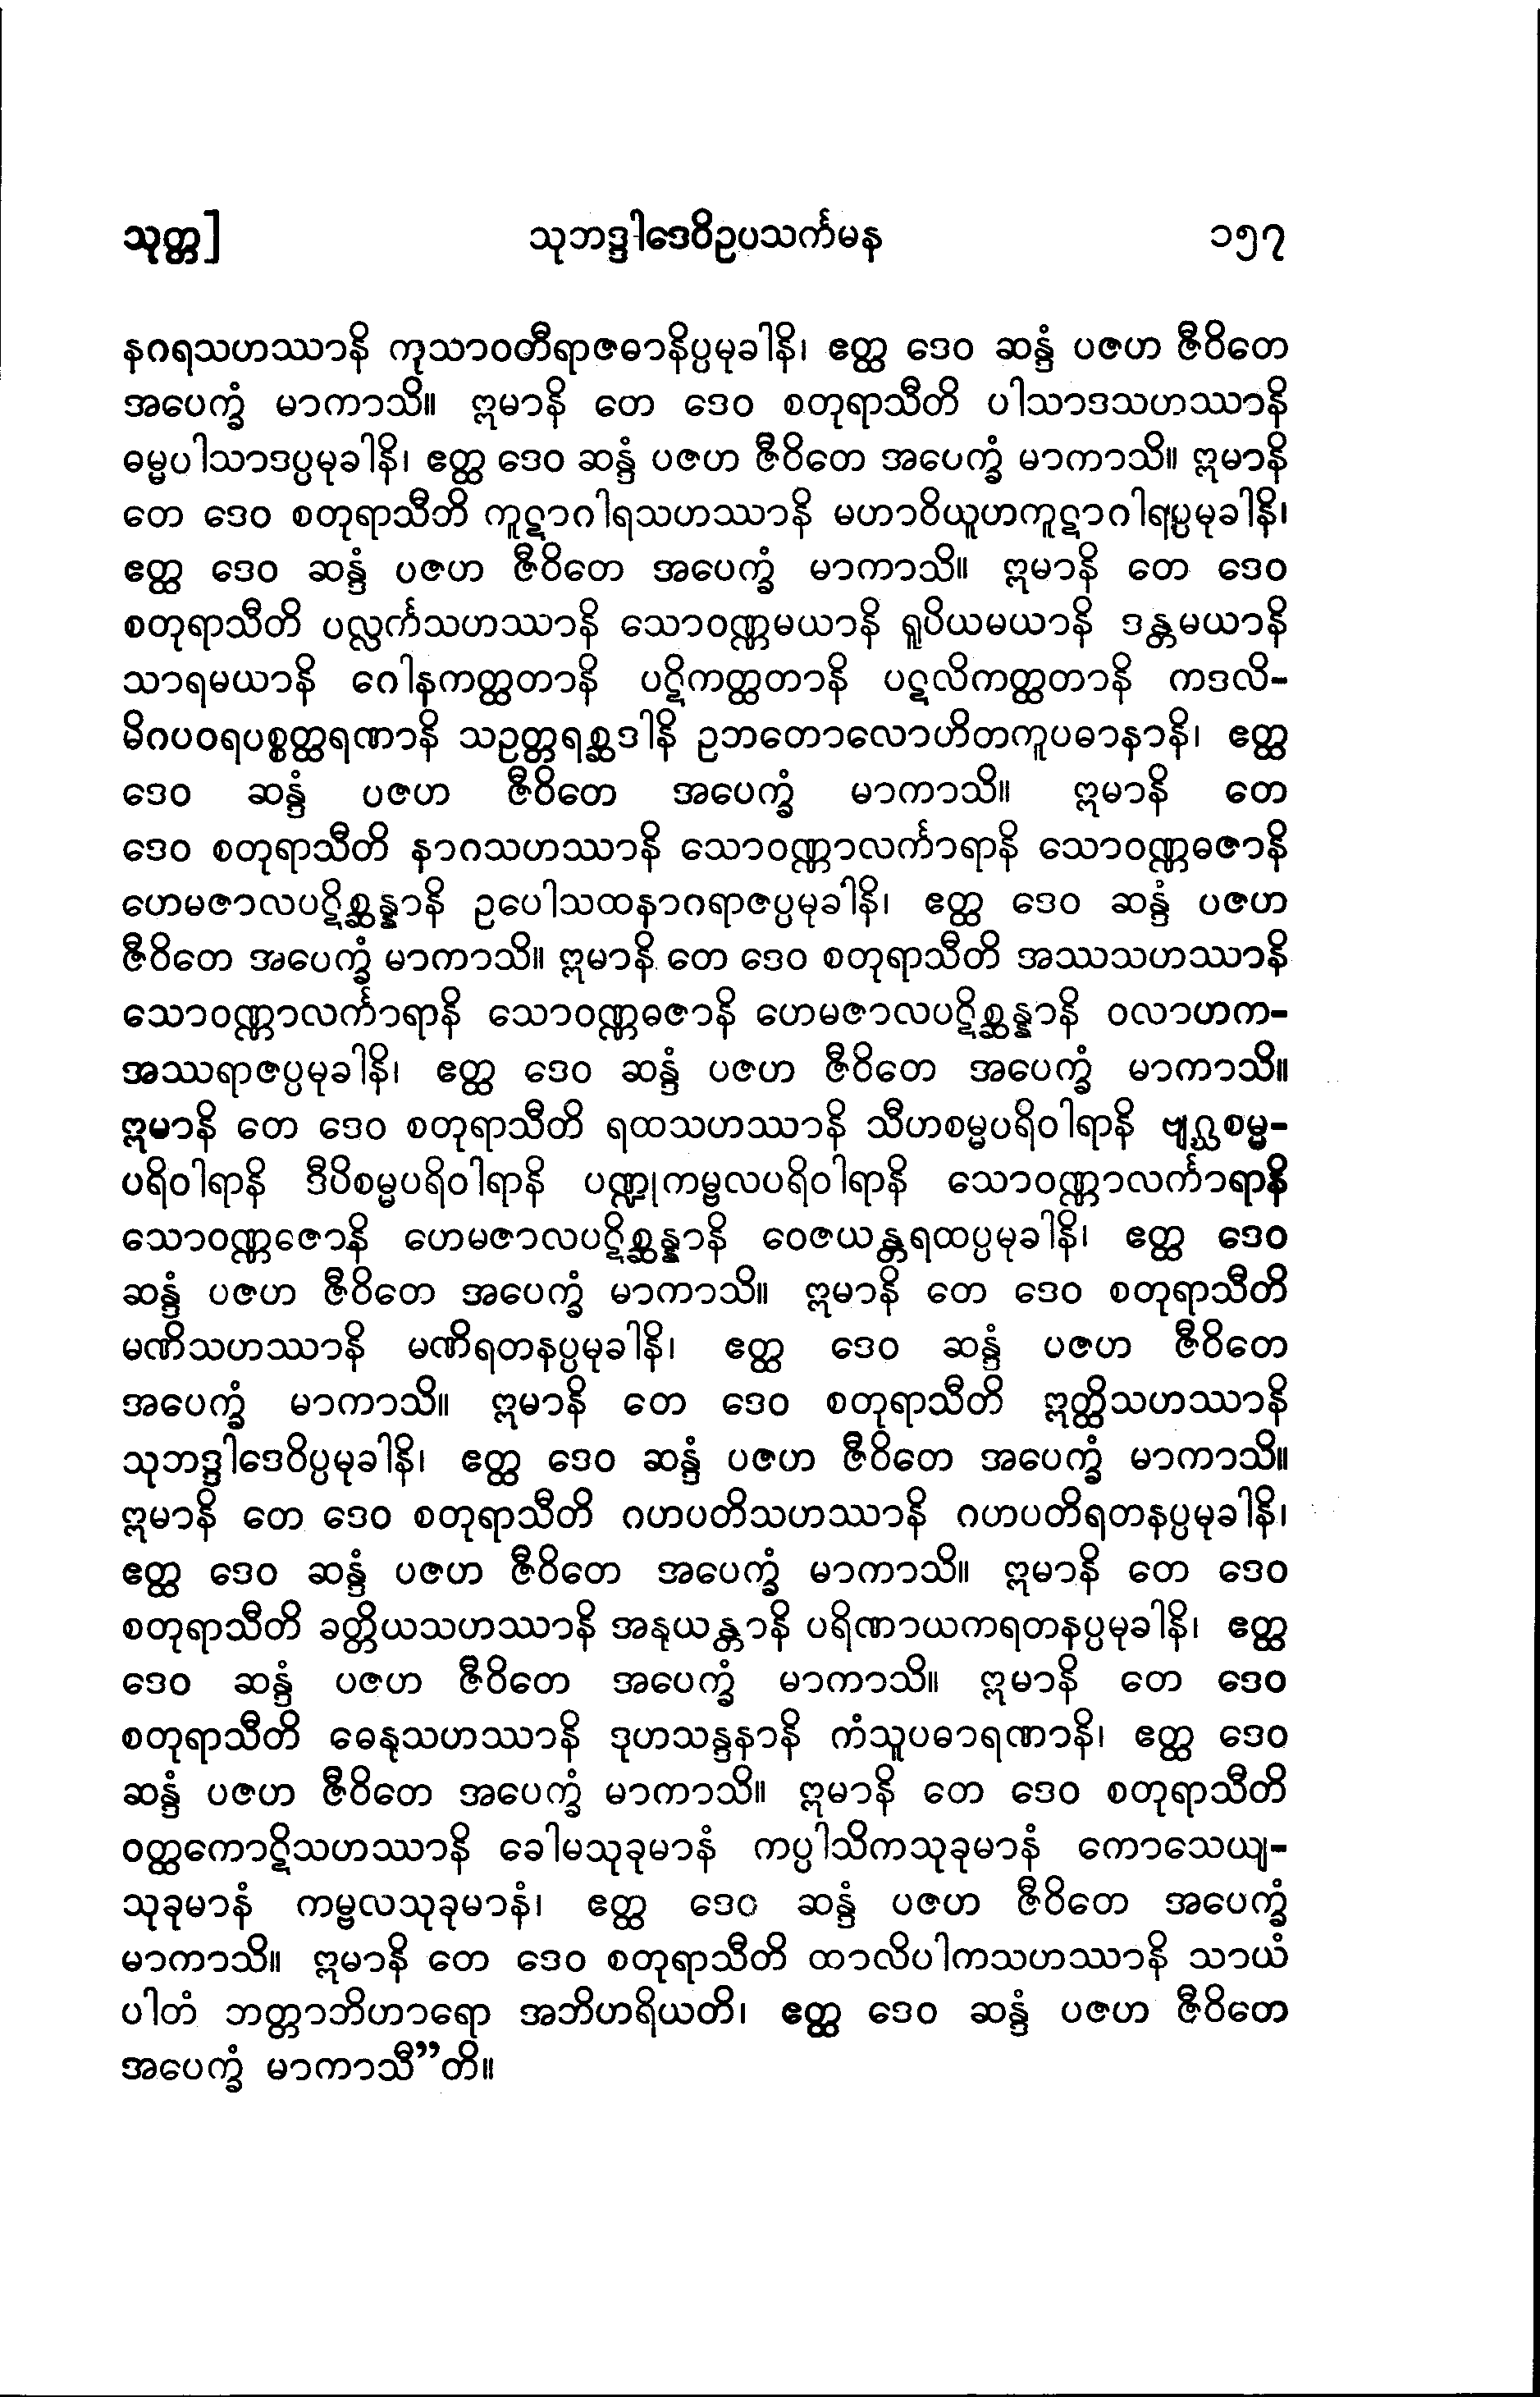 သုတ္တ] သုဘဒ္ဒါဒေဝိဥပသင်္ကမန ၁၅၇
နဂရသဟဿာနိ ကုသာဝတီရာဇဓာနိပ္ပမုခါနိ၊ ဧတ္ထ ဒေဝ ဆန္ဒံ ပဇဟ ဇီဝိတေ
အပေက္ခံ မာကာသိ။ ဣမာနိ တေ ဒေဝ စတုရာသီတိ ပါသာဒသဟဿာနိ
ဓမ္မပါသာဒပ္ပမုခါနိ၊ ဧတ္ထ ဒေဝ ဆန္ဒံ ပဇဟ ဇီဝိတေ အပေက္ခံ မာကာသိ။ ဣမာနိ
တေ ဒေဝ စတုရာသီတိ ကူဋာဂါရသဟဿာနိ မဟာဝိယူဟကူဋာဂါရပ္ပမုခါနိ၊
ဧတ္ထ ဒေဝ ဆန္ဒံ ပဇဟ ဇီဝိတေ အပေက္ခံ မာကာသိ။ ဣမာနိ တေ ဒေဝ
စတုရာသီတိ ပလ္လင်္ကသဟဿာနိ သောဝဏ္ဏမယာနိ ရူပိယမယာနိ ဒန္တမယာနိ
သာရမယာနိ ဂေါနကတ္ထတာနိ ပဋိကတ္ထတာနိ ပဋလိကတ္ထတာနိ ကဒလိ-
မိဂပဝရပစ္စတ္ထရဏာနိ သဥတ္တရစ္ဆဒါနိ ဥဘတောလောဟိတကူပဓာနာနိ၊ ဧတ္ထ
ဒေဝ ဆန္ဒံ ပဇဟ ဇီဝိတေ အပေက္ခံ မာကာသိ။ ဣမာနိ တေ
ဒေဝ စတုရာသီတိ နာဂသဟဿာနိ သောဝဏ္ဏာလင်္ကာရာနိ သောဝဏ္ဏဓဇာနိ
ဟေမဇာလပဋိစ္ဆန္နာနိ ဥပေါသထနာဂရာဇပ္ပမုခါနိ၊ ဧတ္ထ ဒေဝ ဆန္ဒံ ပဇဟ
ဇီဝိတေ အပေက္ခံ မာကာသိ။ ဣမာနိ တေ ဒေဝ စတုရာသီတိ အဿသဟဿာနိ
သောဝဏ္ဏာလင်္ကာရာနိ သောဝဏ္ဏဓဇာနိ ဟေမဇာလပဋိစ္ဆန္နာနိ ဝလာဟက-
အဿရာဇပ္ပမုခါနိ၊ ဧတ္ထ ဒေဝ ဆန္ဒံ ပဇဟ ဇီဝိတေ အပေက္ခံ မာကာသိ။
ဣမာနိ တေ ဒေဝ စတုရာသီတိ ရထသဟဿာနိ သီဟစမ္မပရိဝါရာနိ ဗျဂ္ဃစမ္မ-
ပရိဝါရာနိ ဒီပိစမ္မပရိဝါရာနိ ပဏ္ဍုကမ္ဗလပရိဝါရာနိ သောဝဏ္ဏာလင်္ကာရာနိ
သောဝဏ္ဏဇောနိ ဟေမဇာလပဋိစ္ဆန္နာနိ ဝေဇယန္တရထပ္ပမုခါနိ၊ ဧတ္ထ ဒေဝ
ဆန္ဒံ ပဇဟ ဇီဝိတေ အပေက္ခံ မာကာသိ။ ဣမာနိ တေ ဒေဝ စတုရာသီတိ
မဏိသဟဿာနိ မဏိရတနပ္ပမုခါနိ၊ ဧတ္ထ ဒေဝ ဆန္ဒံ ပဇဟ ဇီဝိတေ
အပေက္ခံ မာကာသိ။ ဣမာနိ တေ ဒေဝ စတုရာသီတိ ဣတ္ထိသဟဿာနိ
သုဘဒ္ဒါဒေဝိပ္ပမုခါနိ၊ ဧတ္ထ ဒေဝ ဆန္ဒံ ပဇဟ ဇီဝိတေ အပေက္ခံ မာကာသိ။
ဣမာနိ တေ ဒေဝ စတုရာသီတိ ဂဟပတိသဟဿာနိ ဂဟပတိရတနပ္ပမုခါနိ၊
ဧတ္ထ ဒေဝ ဆန္ဒံ ပဇဟ ဇီဝိတေ အပေက္ခံ မာကာသိ။ ဣမာနိ တေ ဒေဝ
စတုရာသီတိ ခတ္တိယသဟဿာနိ အနုယန္တာနိ ပရိဏာယကရတနပ္ပမုခါနိ၊ ဧတ္ထ
ဒေဝ ဆန္ဒံ ပဇဟ ဇီဝိတေ အပေက္ခံ မာကာသိ။ ဣမာနိ တေ ဒေဝ
စတုရာသီတိ ဓေနုသဟဿာနိ ဒုဟသန္ဒနာနိ ကံသူပဓာရဏာနိ၊ ဧတ္ထ ဒေဝ
ဆန္ဒံ ပဇဟ ဇီဝိတေ အပေက္ခံ မာကာသိ။ ဣမာနိ တေ ဒေဝ စတုရာသီတိ
ဝတ္ထကောဋိသဟဿာနိ ခေါမသုခုမာနံ ကပ္ပါသိကသုခုမာနံ ကောသေယျ-
သုခုမာနံ ကမ္ဗလသုခုမာနံ၊ ဧတ္ထ ဒေဝ ဆန္ဒံ ပဇဟ ဇီဝိတေ အပေက္ခံ
မာကာသိ။ ဣမာနိ တေ ဒေဝ စတုရာသီတိ ထာလိပါကသဟဿာနိ သာယံ
ပါတံ ဘတ္တာဘိဟာရော အဘိဟရိယတိ၊ ဧတ္ထ ဒေဝ ဆန္ဒံ ပဇဟ ဇီဝိတေ
အပေက္ခံ မာကာသီ”တိ။